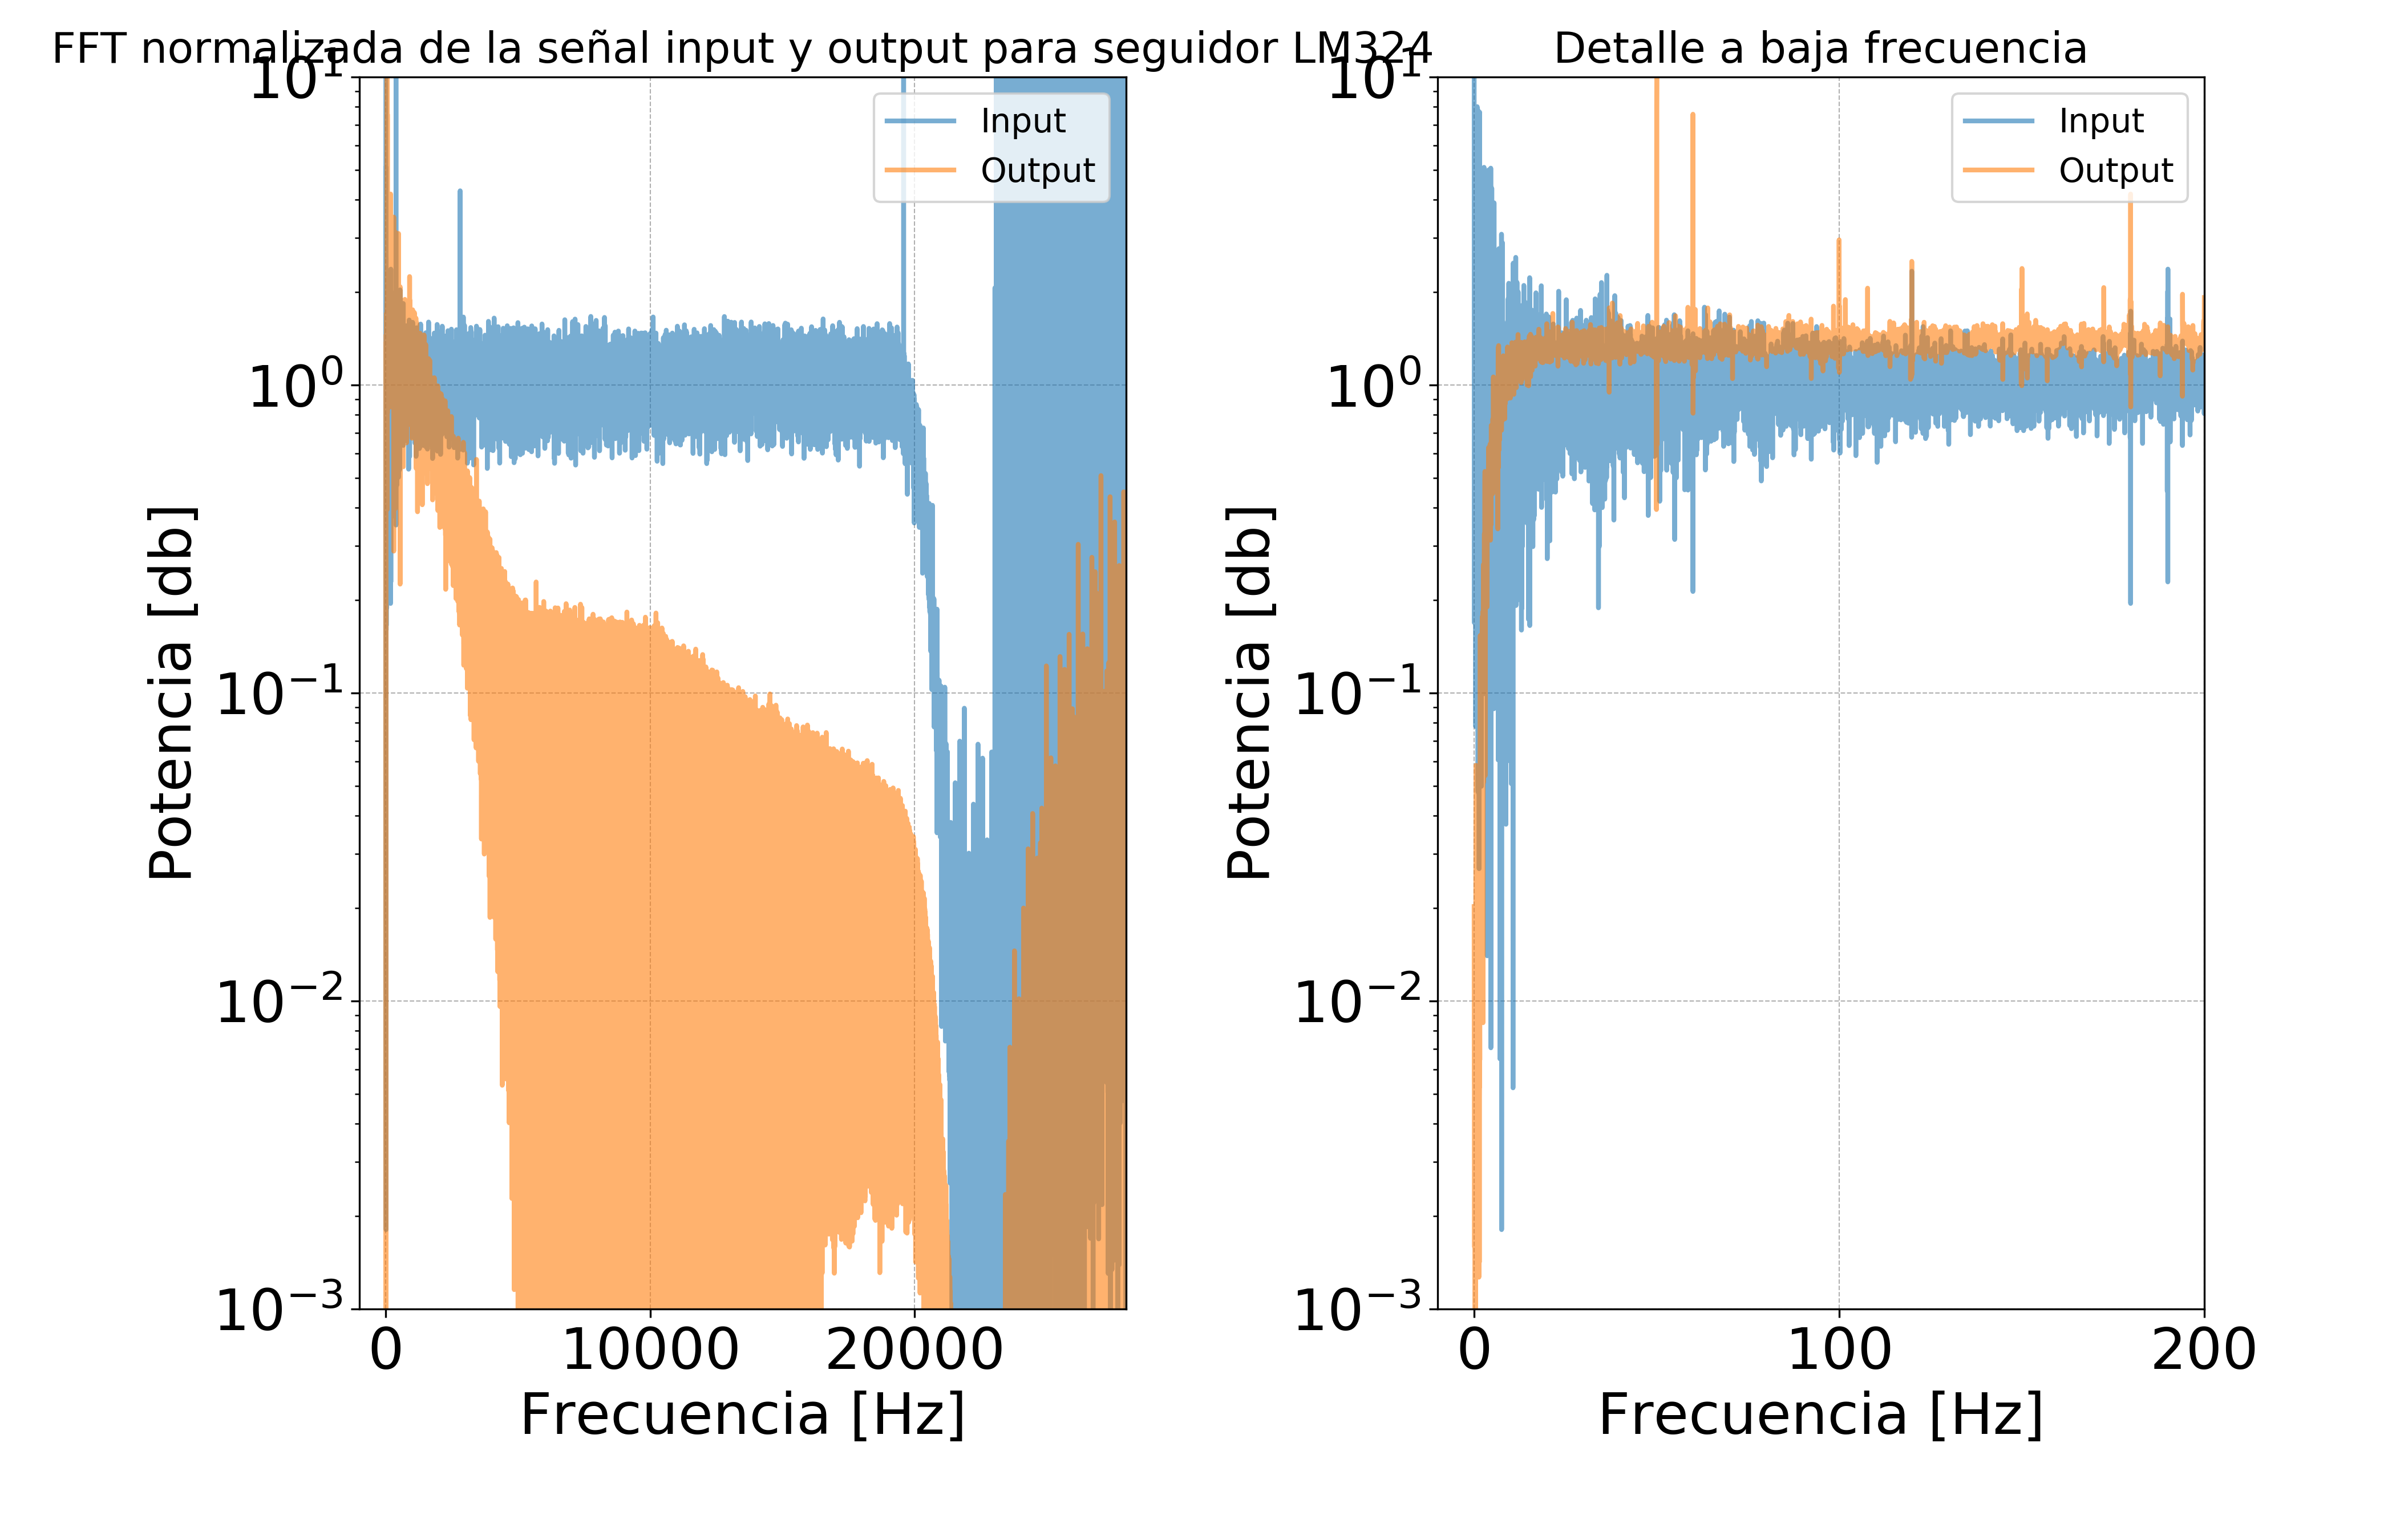 FFT normalizada de la señal input y output para seguidor LM324
Detalle a baja frecuencia
10¹
10⁰
10⁻¹
10⁻²
10⁻³
Potencia [db]
Input
Output
0 10000 20000
Frecuencia [Hz]
10¹
10⁰
10⁻¹
10⁻²
10⁻³
Potencia [db]
Input
Output
0 100 200
Frecuencia [Hz]